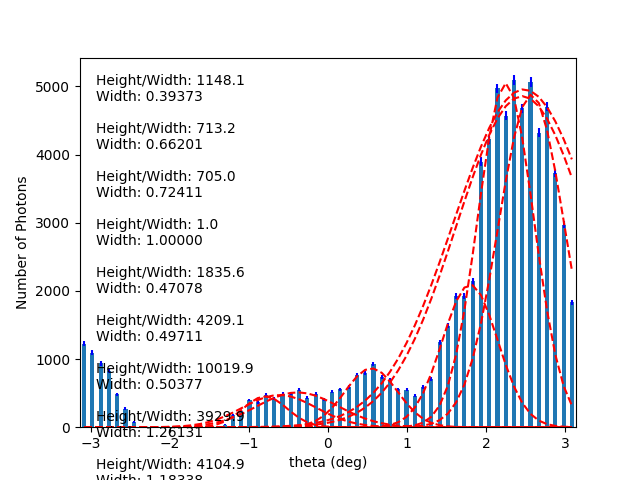 Height/Width: 1148.1
Width: 0.39373
Height/Width: 713.2
Width: 0.66201
Height/Width: 705.0
Width: 0.72411
Height/Width: 1.0
Width: 1.00000
Height/Width: 1835.6
Width: 0.47078
Height/Width: 4209.1
Width: 0.49711
Height/Width: 10019.9
Width: 0.50377
Height/Width: 3929.9
Width: 1.26131
Height/Width: 4104.9
Width: 1.18338
5000
4000
3000
2000
1000
0
Number of Photons
−3 −2 −1 0 1 2 3
theta (deg)